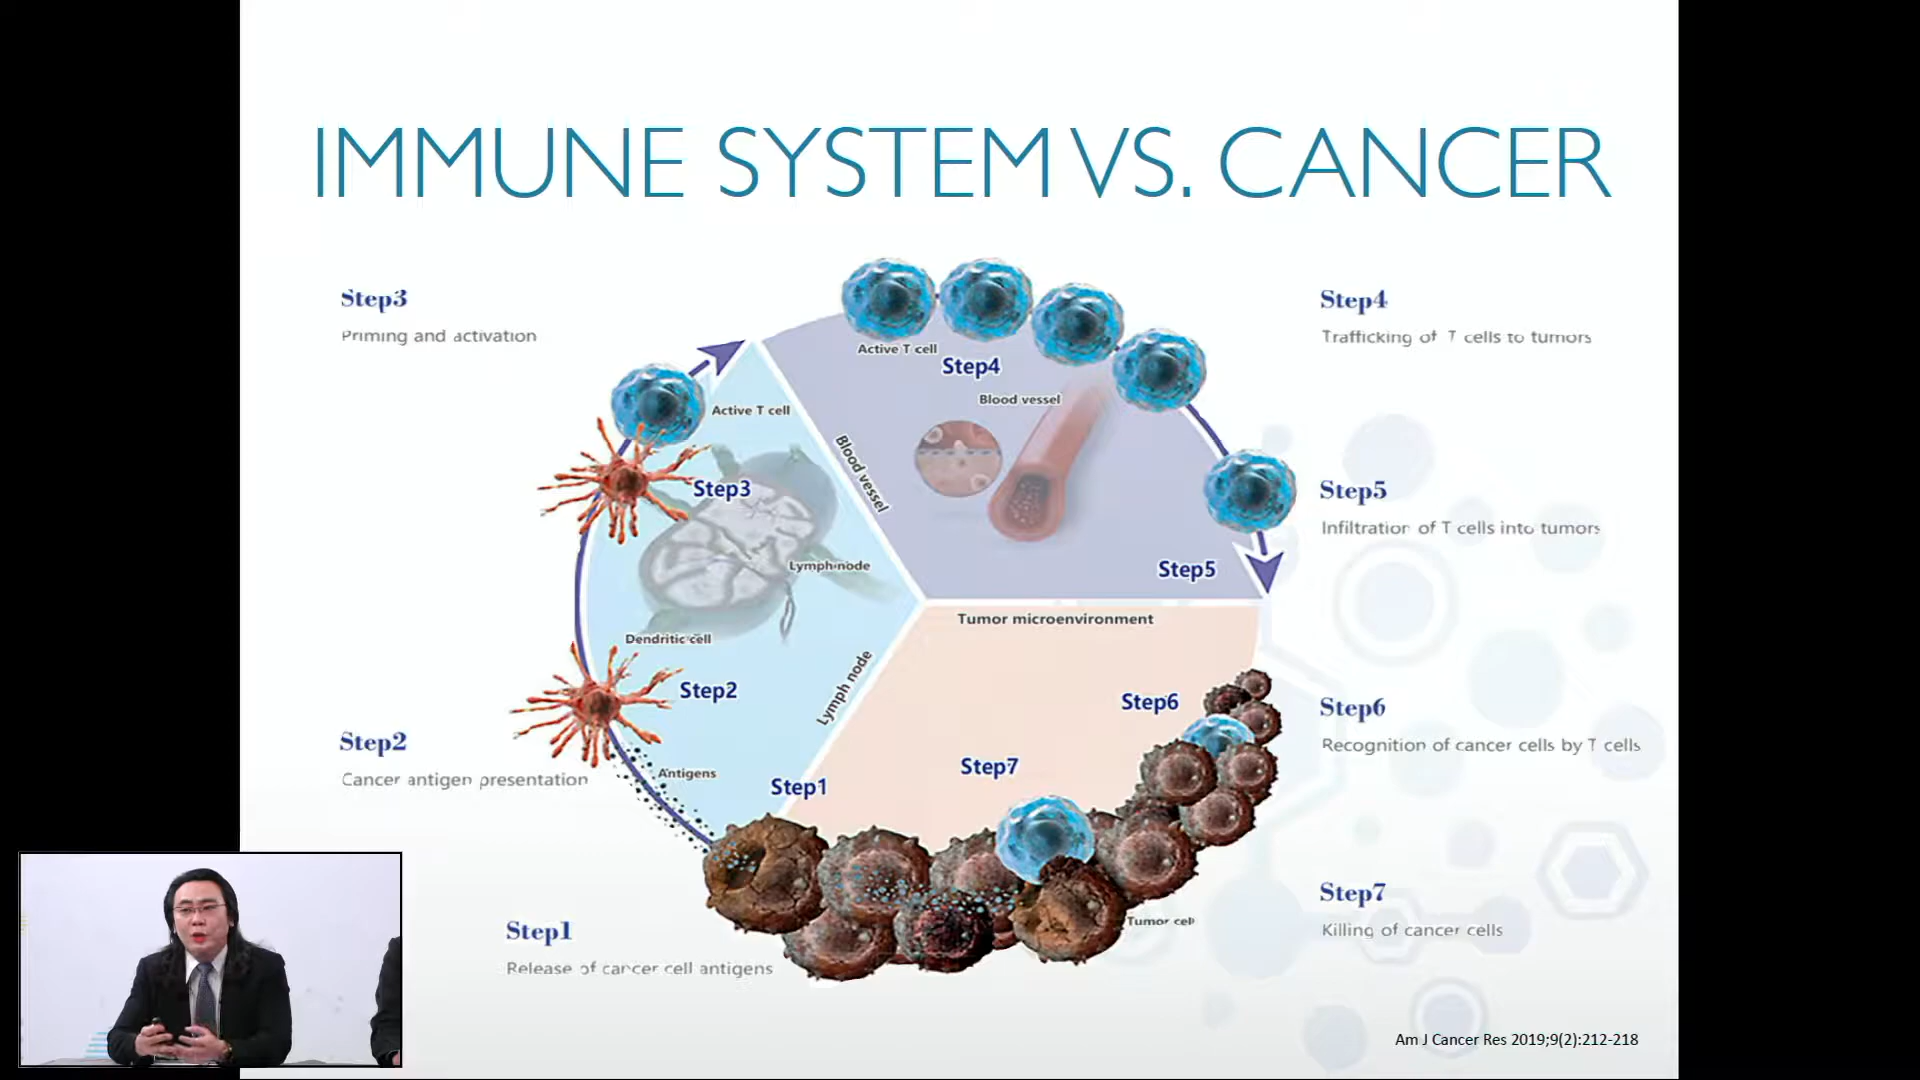 IMMUNE SYSTEM VS. CANCER
Step3
Priming and activation
Step4
Trafficking of T cells to tumors
Active T cell
Step4
Blood vessel
Active T cell
Blood vessel
Step3
Step5
Infiltration of T cells into tumors
Lymph node
Step5
Tumor microenvironment
Dendritic cell
Step2
Lymph node
Step6
Step6
Recognition of cancer cells by T cells
Step2
Cancer antigen presentation
Antigens
Step1
Step7
Step7
Killing of cancer cells
Tumor cell
Step1
Release of cancer cell antigens
Am J Cancer Res 2019;9(2):212-218